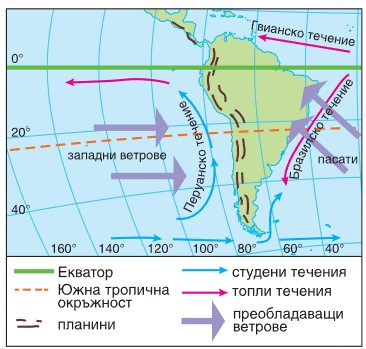 Гвианско течение
0°
Перуанско течение
Бразилско течение
20°
западни ветрове
пасати
40°
160° 140° 120° 100° 80° 60° 40°
Екватор
Южна тропична
окръжност
планини
студени течения
топли течения
преобладаващи
ветрове